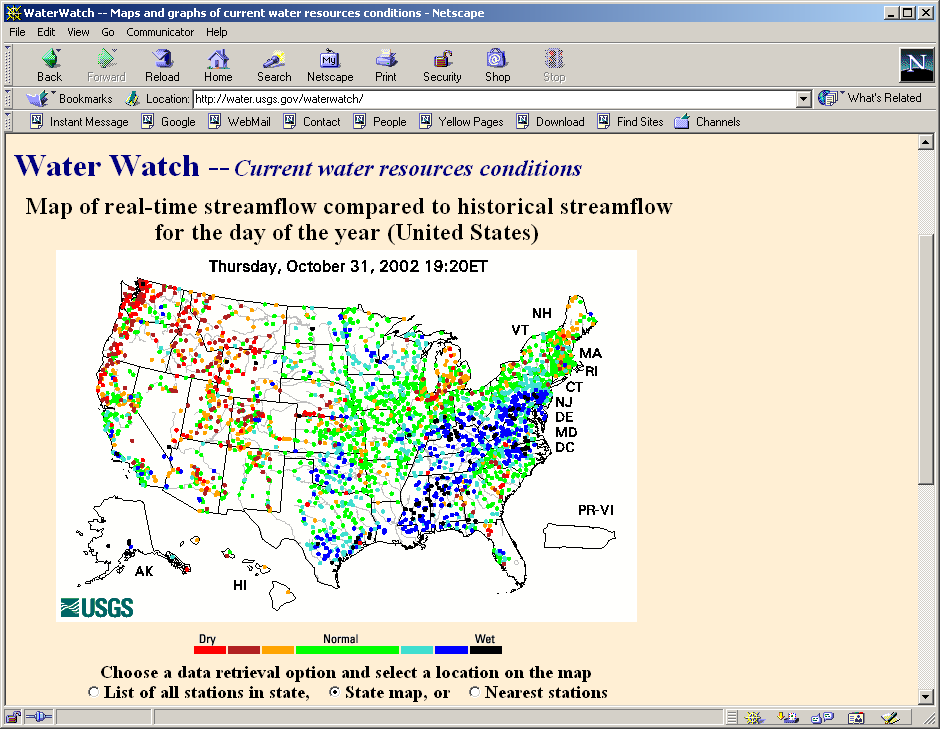 WaterWatch -- Maps and graphs of current water resources conditions - Netscape
File Edit View Go Communicator Help
My
N
Back Forward Reload Home Search Netscape Print Security Shop Stop
Bookmarks Location: http://water.usgs.gov/waterwatch/ What's Related
Instant Message Google WebMail Contact People Yellow Pages Download Find Sites Channels
Water Watch -- Current water resources conditions
Map of real-time streamflow compared to historical streamflow
for the day of the year (United States)
Thursday, October 31, 2002 19:20ET
NH
VT
MA
RI
CT
NJ
DE
MD
DC
PR-VI
AK
HI
USGS
Dry Normal Wet
Choose a data retrieval option and select a location on the map
List of all stations in state, State map, or Nearest stations